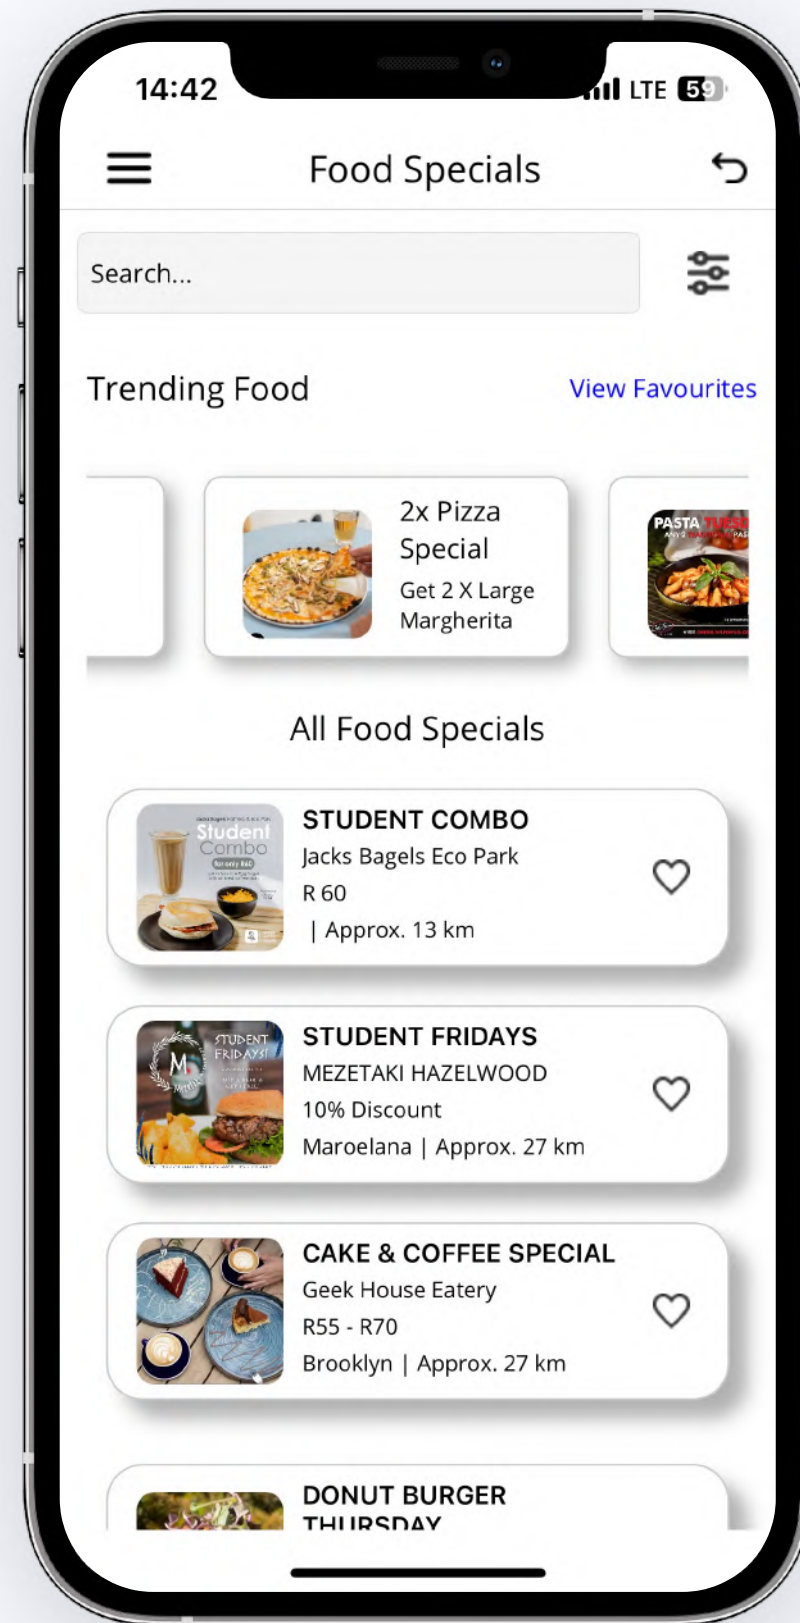 14:42
LTE 59
Food Specials
Search...
Trending Food
View Favourites
2x Pizza
Special
Get 2 X Large
Margherita
PASTA
All Food Specials
Student
Combo
for only R60
STUDENT COMBO
Jacks Bagels Eco Park
R 60
| Approx. 13 km
STUDENT
FRIDAYS!
M.
STUDENT FRIDAYS
MEZETAKI HAZELWOOD
10% Discount
Maroelana | Approx. 27 km
CAKE & COFFEE SPECIAL
Geek House Eatery
R55 - R70
Brooklyn | Approx. 27 km
DONUT BURGER
THURSDAY